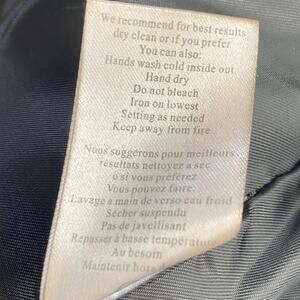 We recommend for best results
dry clean or if you prefer
You can also:
Hands wash cold inside out
Hand dry
Do not bleach
Iron on lowest
Setting as needed
Keep away from fire
Nous suggérons pour meilleurs
résultats nettoyez a sec
o si vous préférez
Vous pouvez faire.
Lavage a main de verso eau froid
Sécher suspendu
Pas de javellisant
Repasser a basse température
Au besoin
Maintenir hors